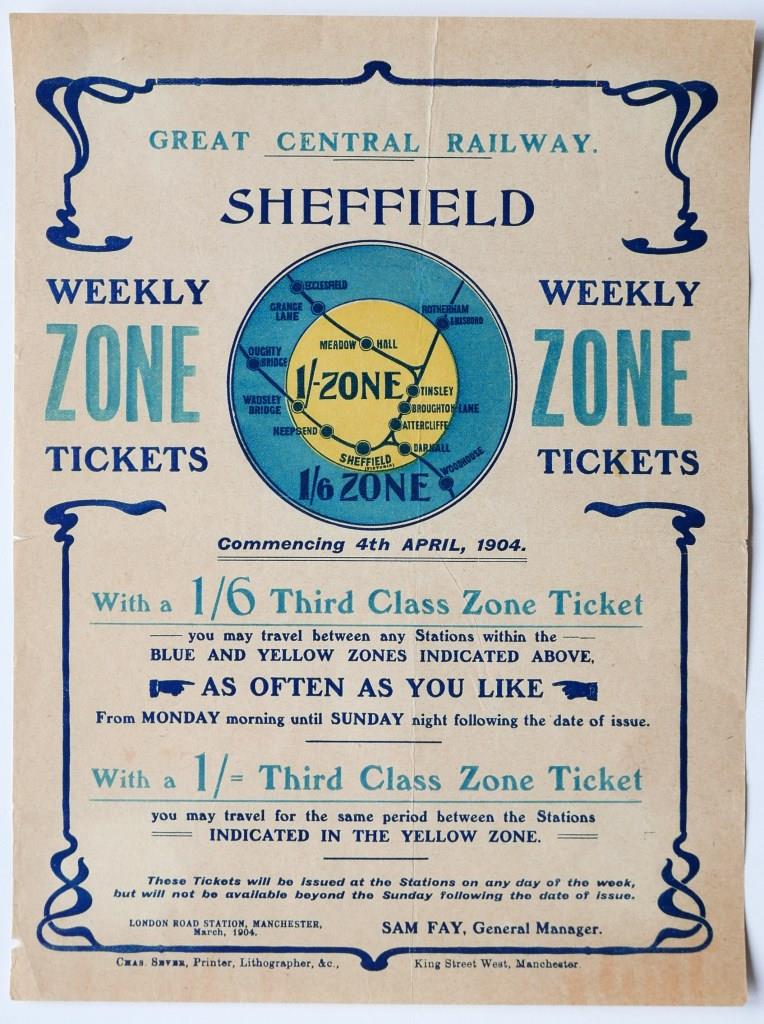 GREAT CENTRAL RAILWAY.
SHEFFIELD
WEEKLY
ZONE
TICKETS
ECCLESFIELD
GRANGE
LANE
ROTHERHAM
& MASBORO
MEADOW HALL
OUGHTY
BRIDGE
1/-ZONE
TINSLEY
WADSLEY
BRIDGE
BROUGHTON LANE
ATTERCLIFFE
NEEPSEND
DARNALL
SHEFFIELD
(VICTORIA)
WOODHOUSE
1/6 ZONE
WEEKLY
ZONE
TICKETS
Commencing 4th APRIL, 1904.
With a 1/6 Third Class Zone Ticket
you may travel between any Stations within the
BLUE AND YELLOW ZONES INDICATED ABOVE,
AS OFTEN AS YOU LIKE
From MONDAY morning until SUNDAY night following the date of issue.
With a 1/= Third Class Zone Ticket
you may travel for the same period between the Stations
INDICATED IN THE YELLOW ZONE.
These Tickets will be issued at the Stations on any day of the week,
but will not be available beyond the Sunday following the date of issue.
LONDON ROAD STATION, MANCHESTER,
March, 1904.
SAM FAY, General Manager.
Chas. Sever, Printer, Lithographer, &c., King Street West, Manchester.